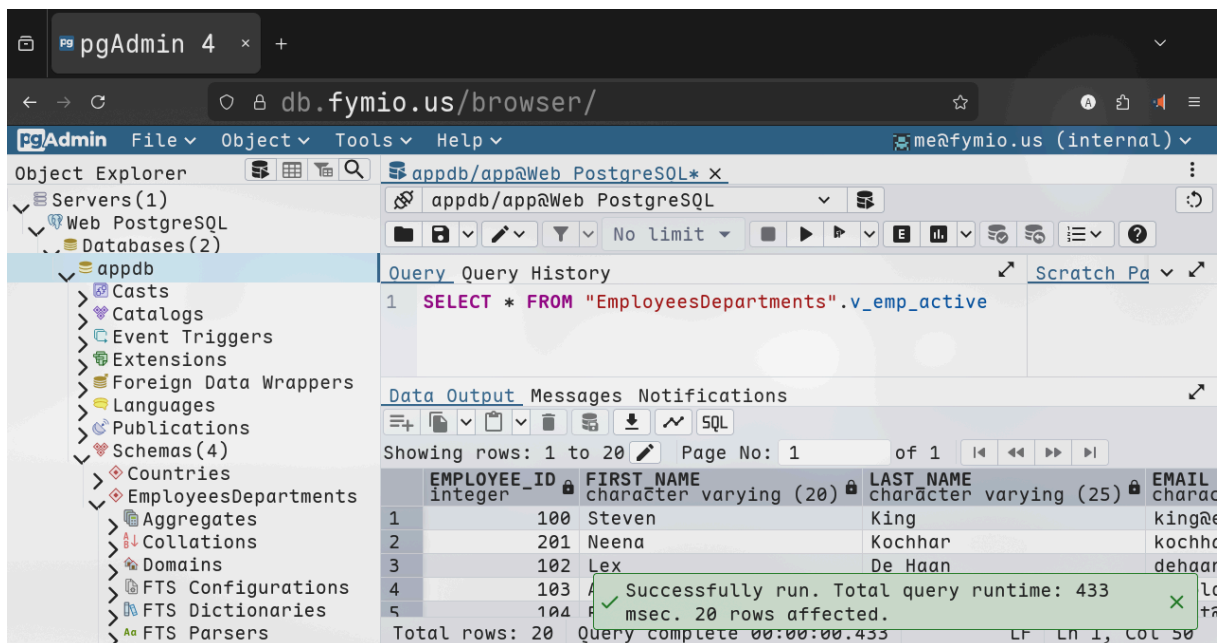 pgAdmin 4
db.fymio.us/browser/
pgAdmin File Object Tools Help me@fymio.us (internal)
Object Explorer
Servers(1)
Web PostgreSQL
Databases(2)
appdb
Casts
Catalogs
Event Triggers
Extensions
Foreign Data Wrappers
Languages
Publications
Schemas(4)
Countries
EmployeesDepartments
Aggregates
Collations
Domains
FTS Configurations
FTS Dictionaries
FTS Parsers
appdb/app@Web PostgreSQL*
appdb/app@Web PostgreSQL
No limit
Query Query History Scratch Pa
1 SELECT * FROM "EmployeesDepartments".v_emp_active
Data Output Messages Notifications
SQL
Showing rows: 1 to 20 Page No: 1 of 1
EMPLOYEE_ID FIRST_NAME LAST_NAME EMAIL
integer character varying (20) character varying (25) charac
1 100 Steven King king@e
2 201 Neena Kochhar kochha
3 102 Lex De Haan dehaan
4 103
5 104
Successfully run. Total query runtime: 433
msec. 20 rows affected.
Total rows: 20 Query complete 00:00:00.433 LF Ln 1, Col 50